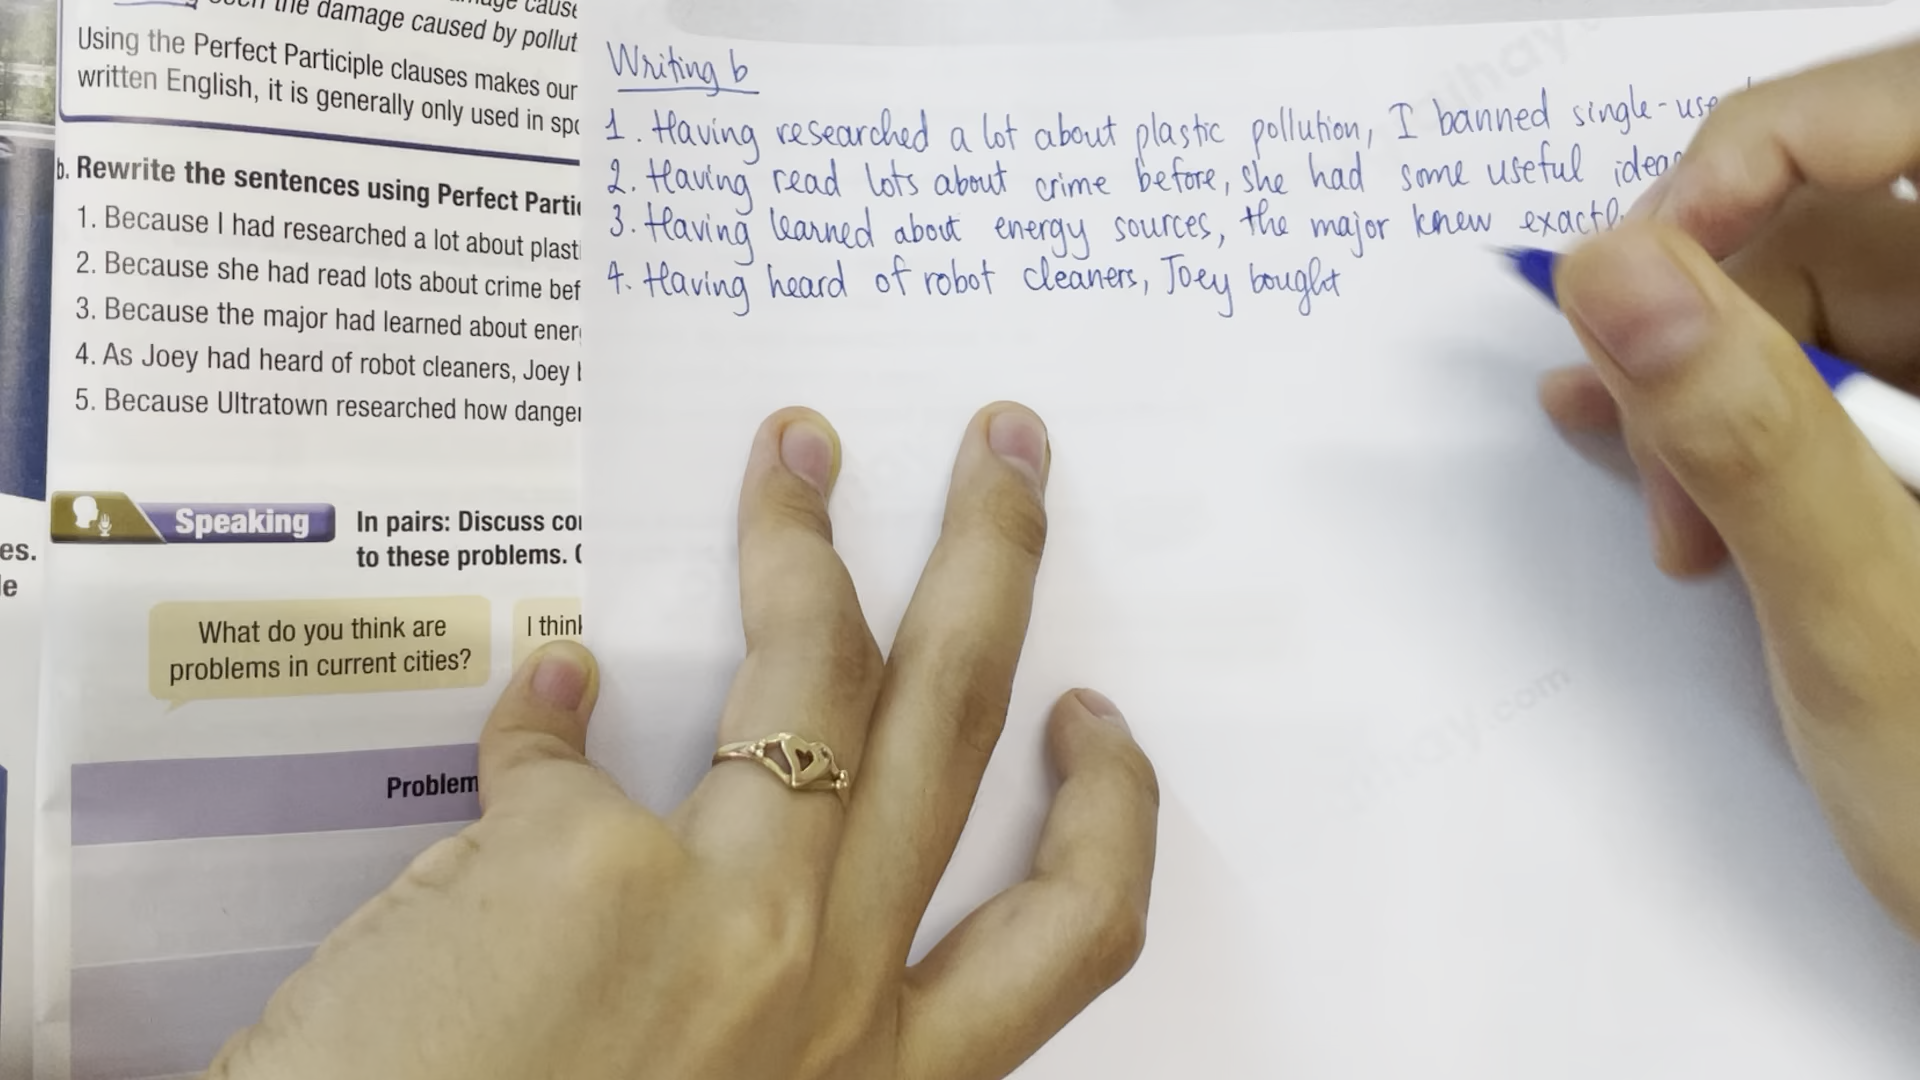 the damage caused by pollut
Using the Perfect Participle clauses makes our
written English, it is generally only used in spo
b. Rewrite the sentences using Perfect Parti
1. Because I had researched a lot about plasti
2. Because she had read lots about crime bef
3. Because the major had learned about ener
4. As Joey had heard of robot cleaners, Joey
5. Because Ultratown researched how danger
Speaking
In pairs: Discuss co
to these problems.
What do you think are
problems in current cities?
I think
Problem
es.
le
Writing b
1. Having researched a lot about plastic pollution, I banned single-use
2. Having read lots about crime before, she had some useful ideas
3. Having learned about energy sources, the major knew exactl
4. Having heard of robot cleaners, Joey bought